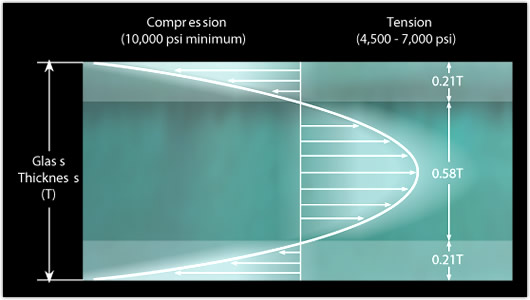 Compression
(10,000 psi minimum)
Tension
(4,500 - 7,000 psi)
0.21T
Glass
Thickness
(T)
0.58T
0.21T